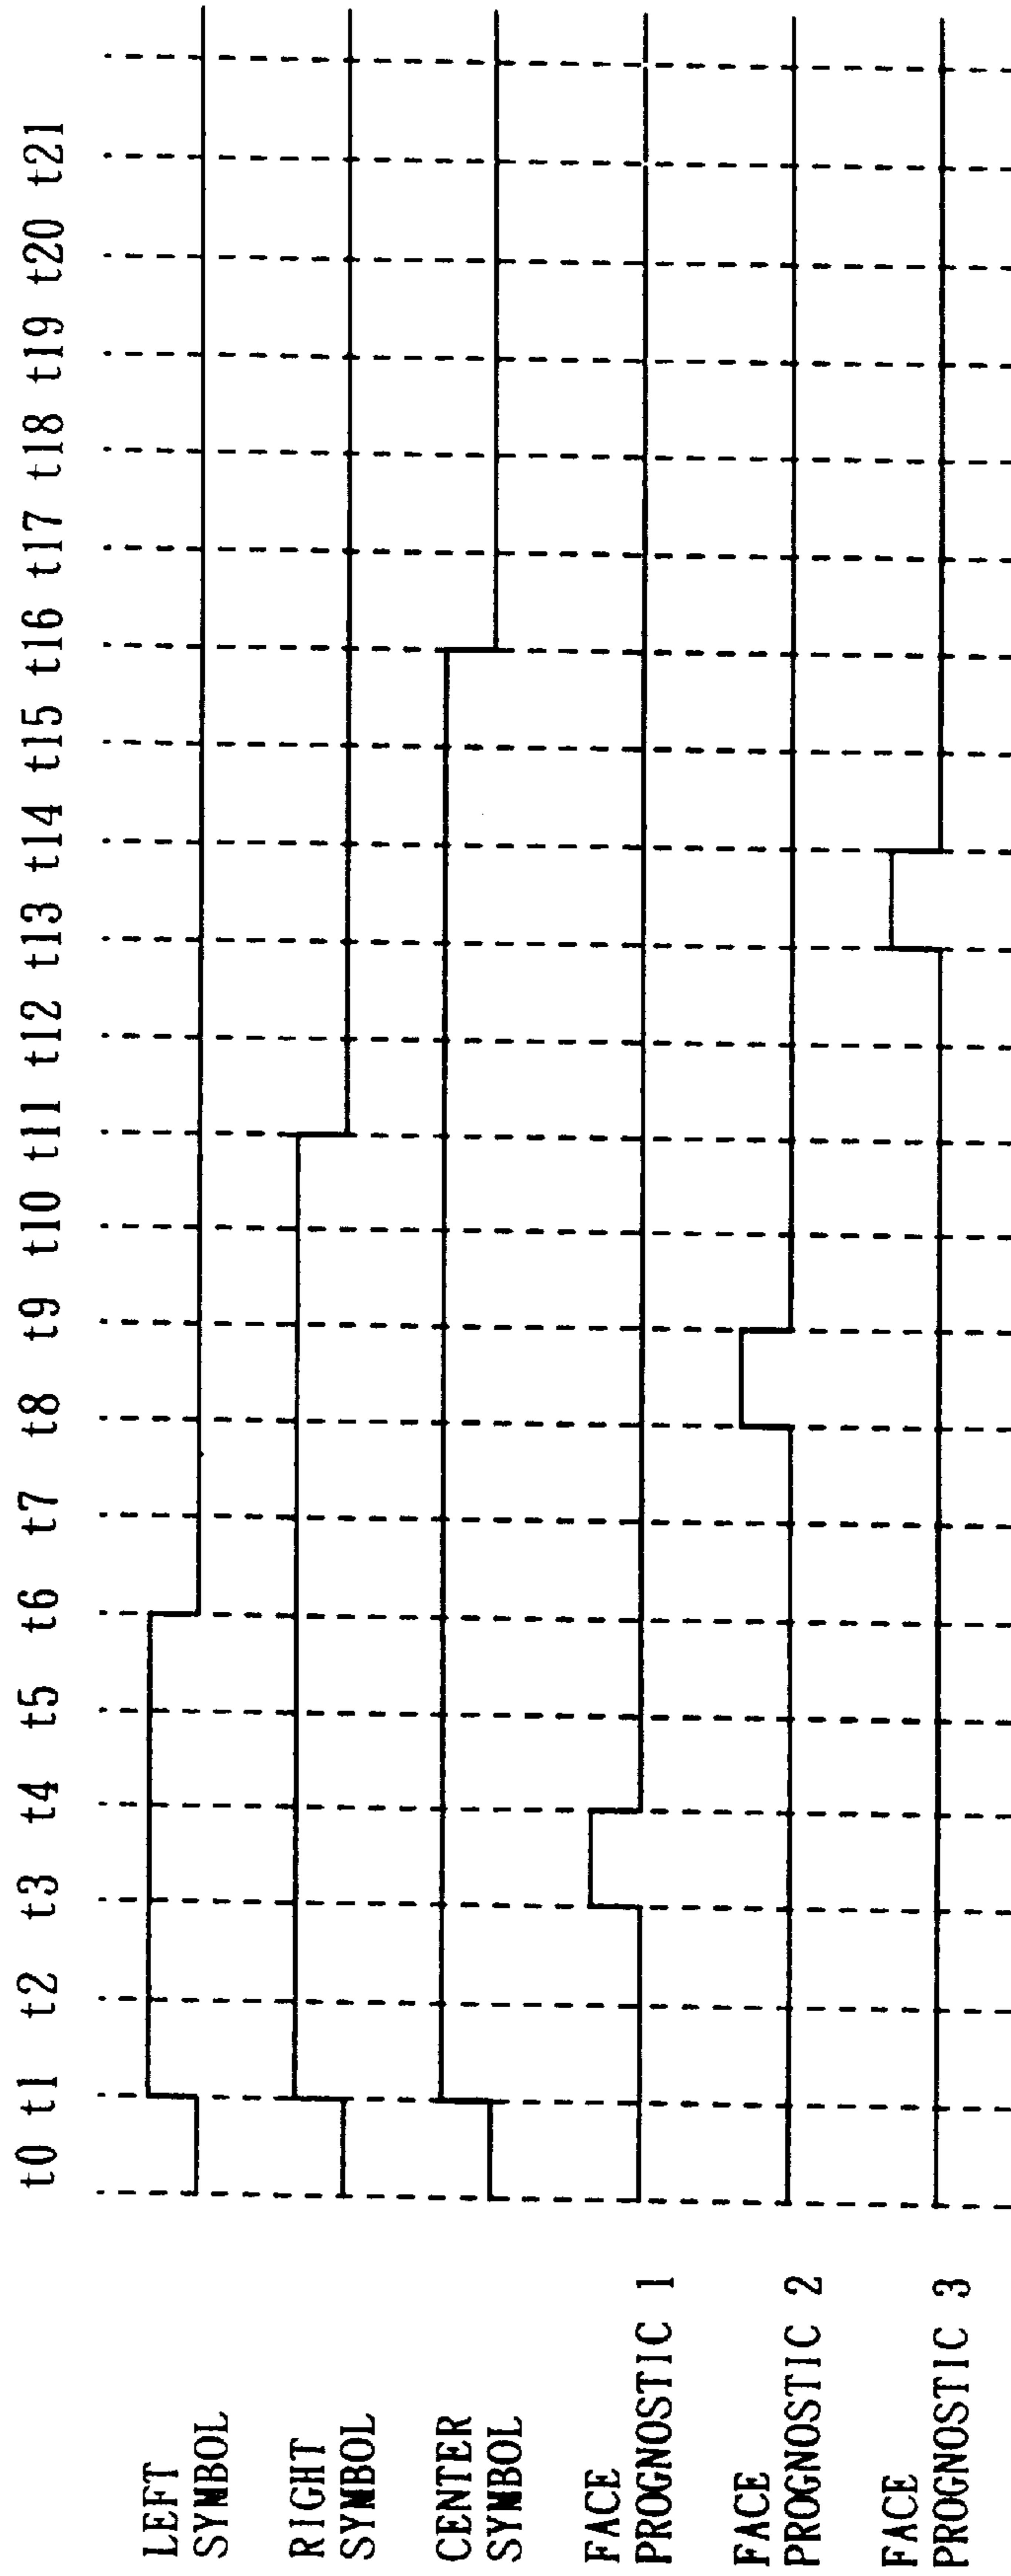 t0 t1 t2 t3 t4 t5 t6 t7 t8 t9 t10 t11 t12 t13 t14 t15 t16 t17 t18 t19 t20 t21
LEFT
SYMBOL
RIGHT
SYMBOL
CENTER
SYMBOL
FACE
PROGNOSTIC 1
FACE
PROGNOSTIC 2
FACE
PROGNOSTIC 3